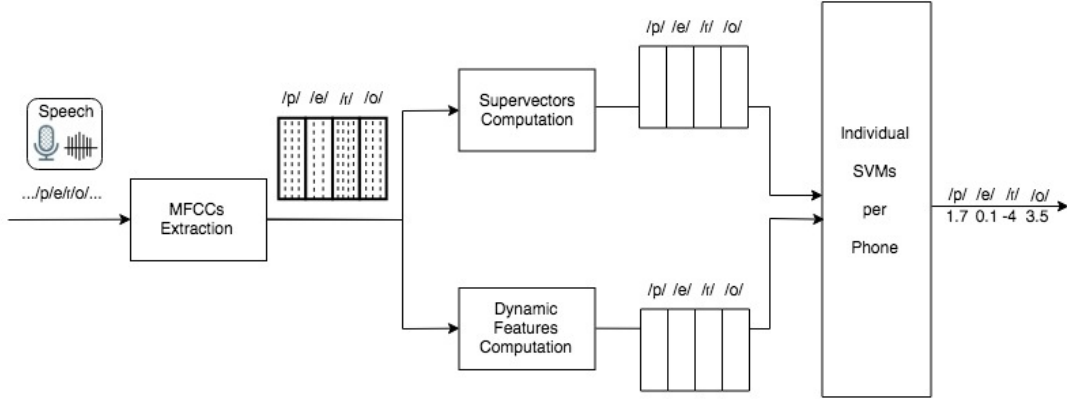 Speech
.../p/e/ɾ/o/...
MFCCs
Extraction
/p/ /e/ /ɾ/ /o/
Supervectors
Computation
/p/ /e/ /ɾ/ /o/
Dynamic
Features
Computation
/p/ /e/ /ɾ/ /o/
Individual
SVMs
per
Phone
/p/ /e/ /ɾ/ /o/
1.7 0.1 -4 3.5